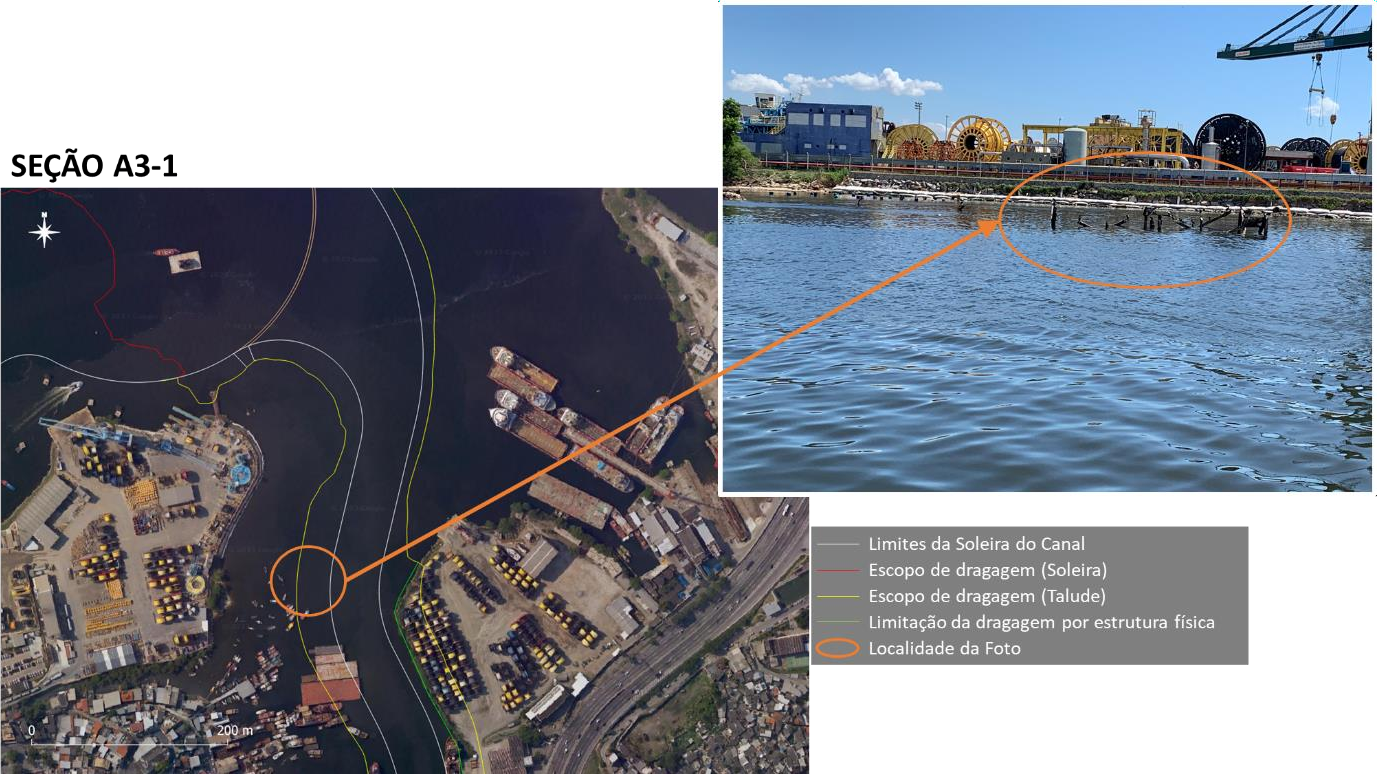 SEÇÃO A3-1
N
0
200 m
Limites da Soleira do Canal
Escopo de dragagem (Soleira)
Escopo de dragagem (Talude)
Limitação da dragagem por estrutura física
Localidade da Foto